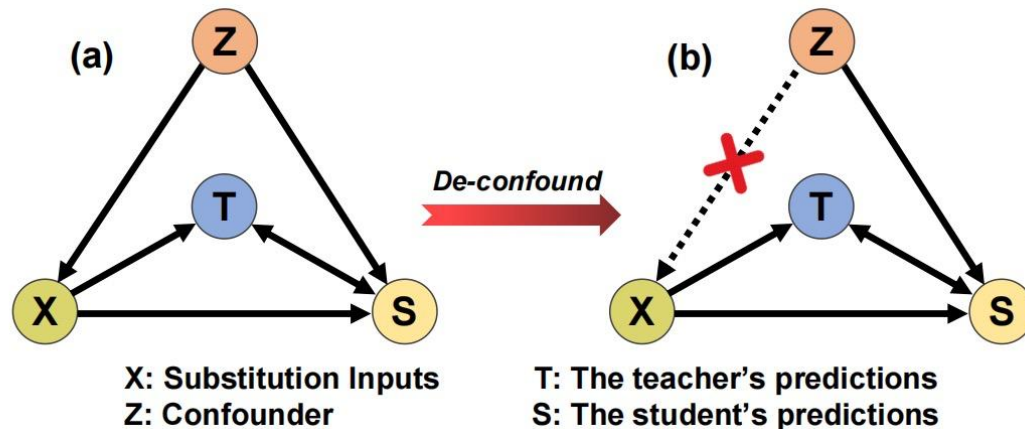 (a)
Z
T
X
S
De-confound
(b)
Z
T
X
S
X: Substitution Inputs
Z: Confounder
T: The teacher's predictions
S: The student's predictions